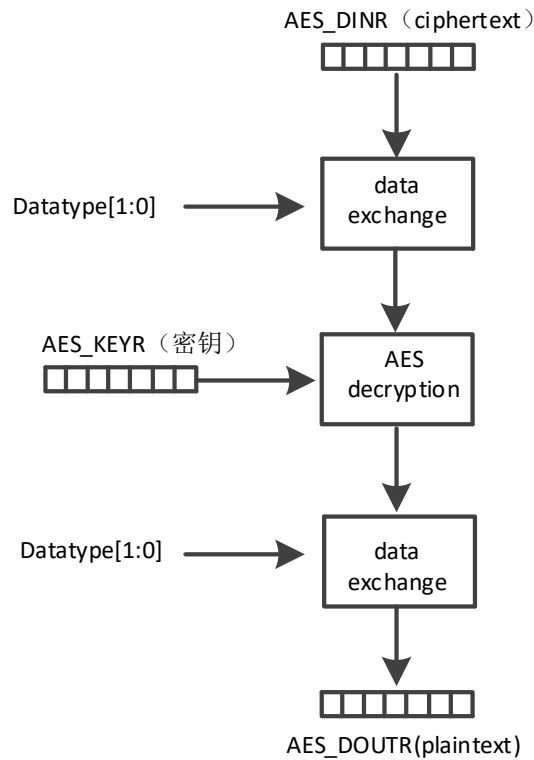 AES_DINR（ciphertext）
data
exchange
Datatype[1:0]
AES_KEYR（密钥）
AES
decryption
Datatype[1:0]
data
exchange
AES_DOUTR(plaintext)